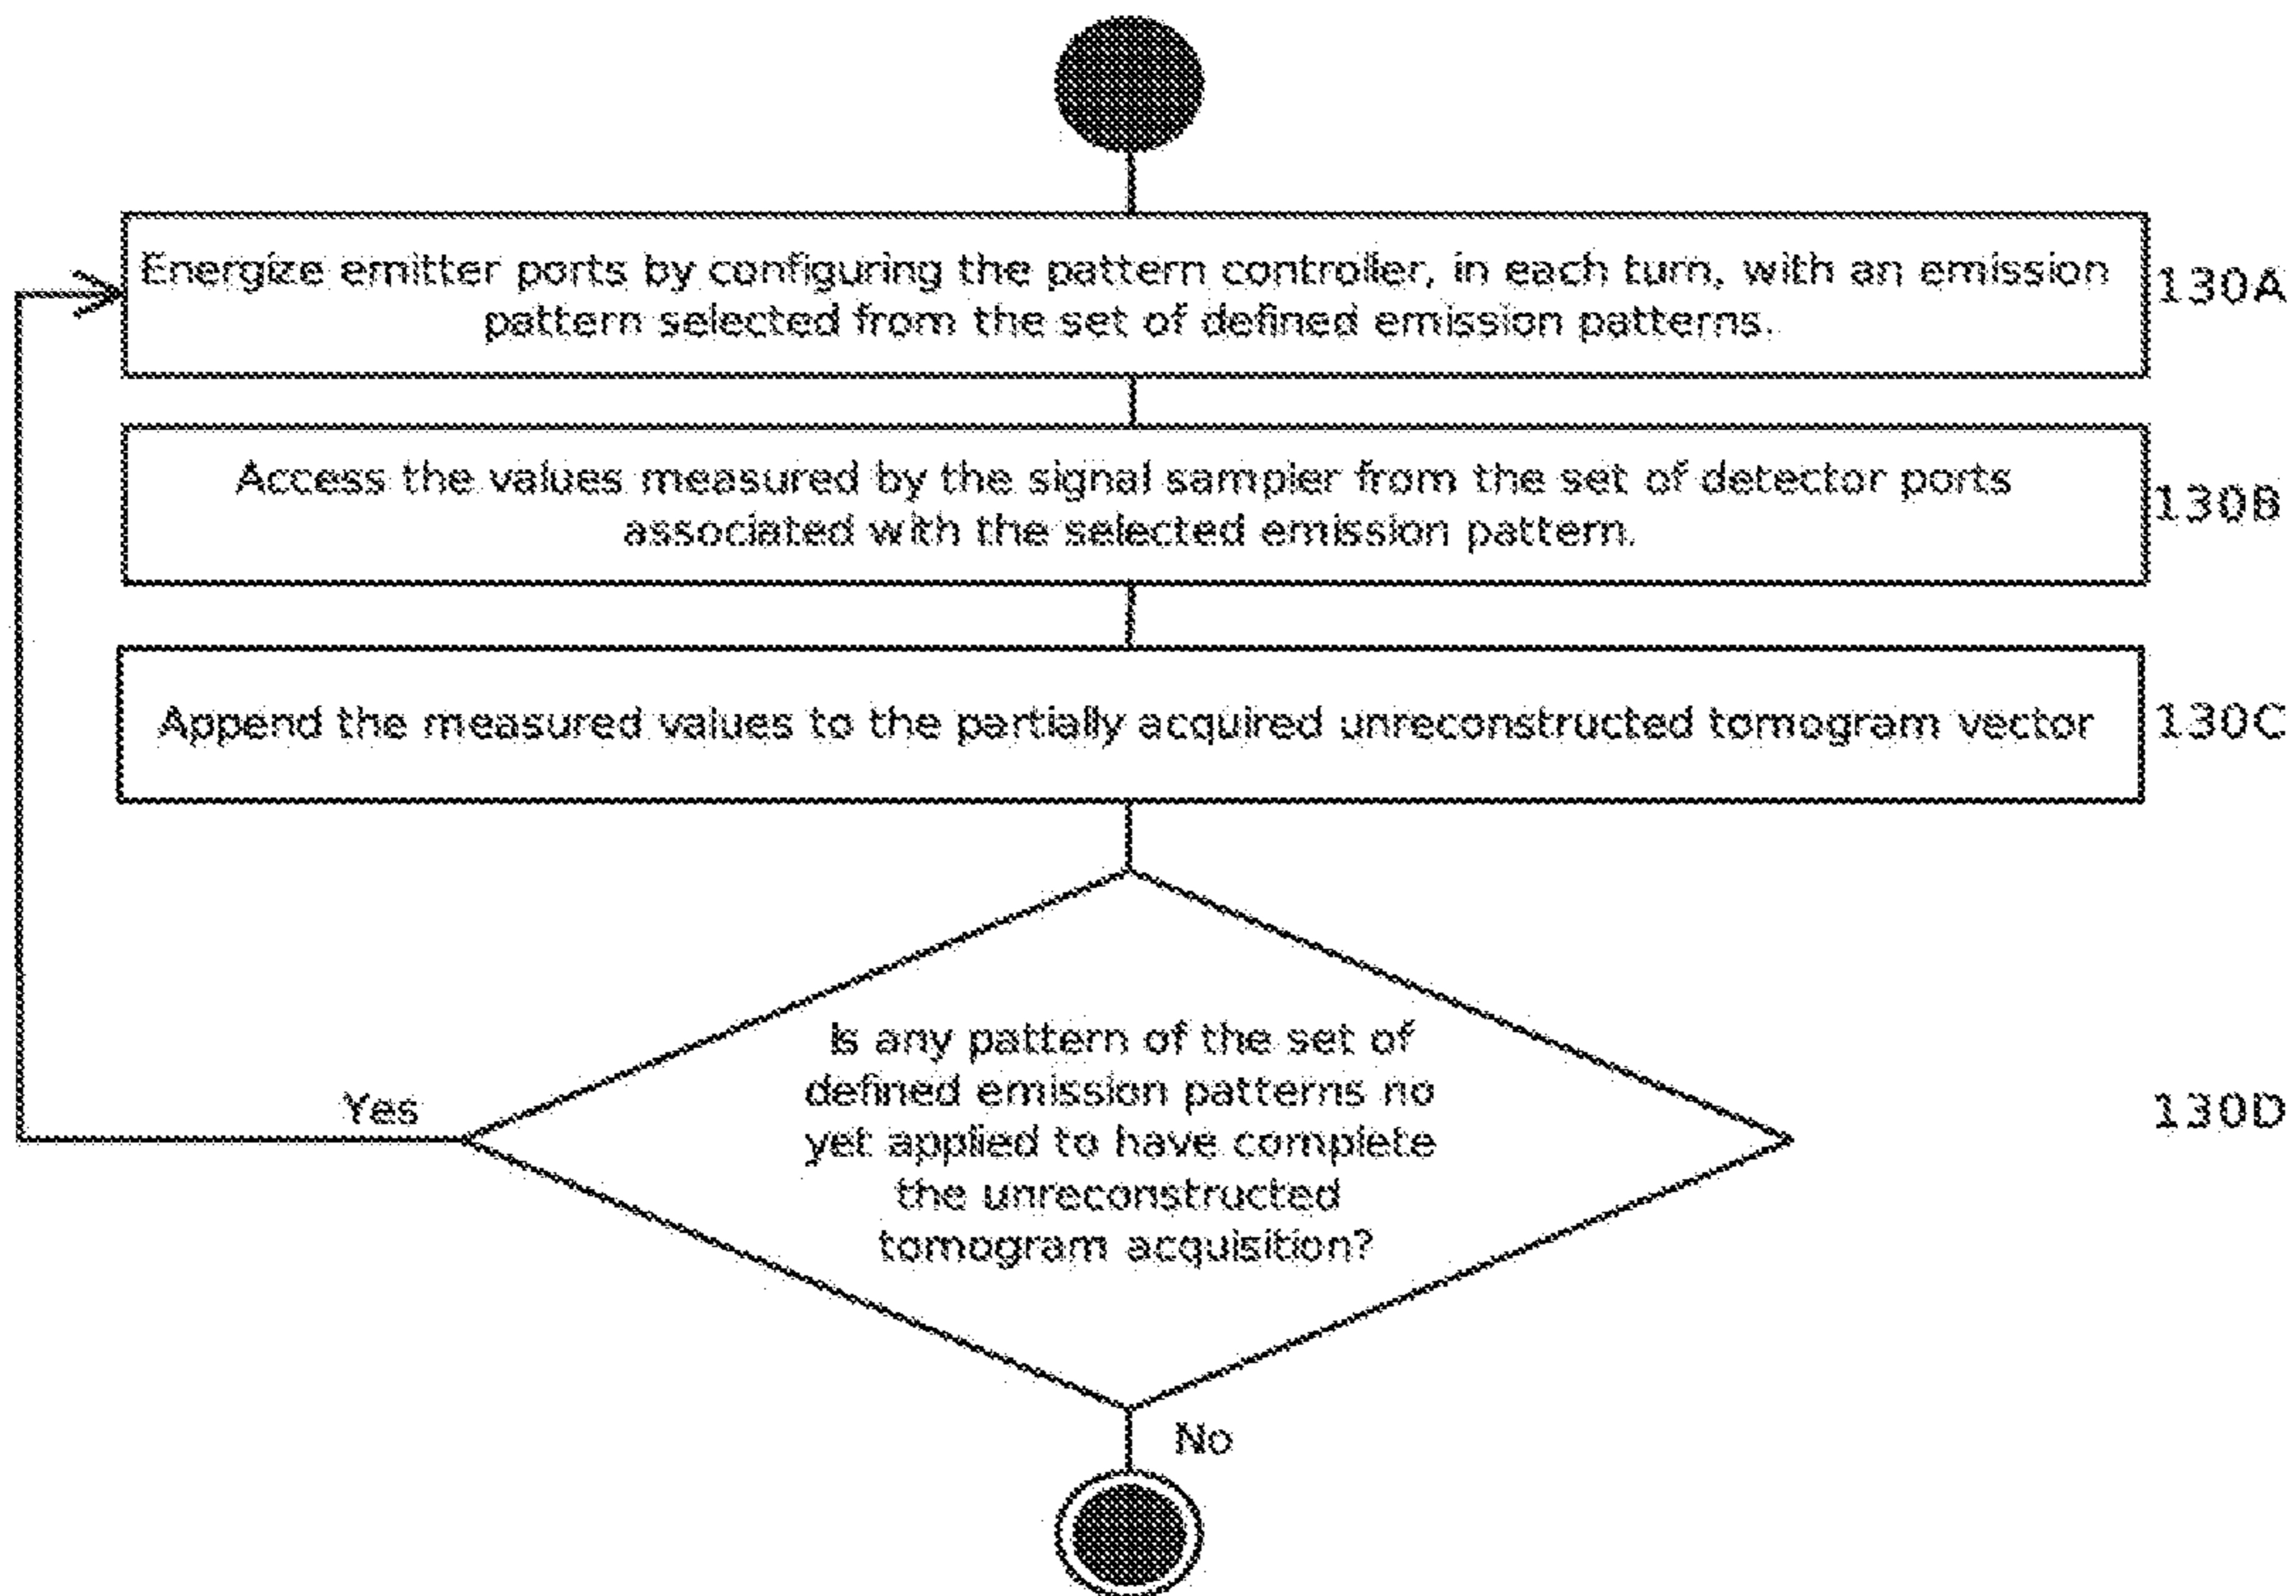 Energize emitter ports by configuring the pattern controller, in each turn, with an emission
pattern selected from the set of defined emission patterns.
130A
Access the values measured by the signal sampler from the set of detector ports
associated with the selected emission pattern.
130B
Append the measured values to the partially acquired unreconstructed tomogram vector
130C
Is any pattern of the set of
defined emission patterns no
yet applied to have complete
the unreconstructed
tomogram acquisition?
Yes
130D
No